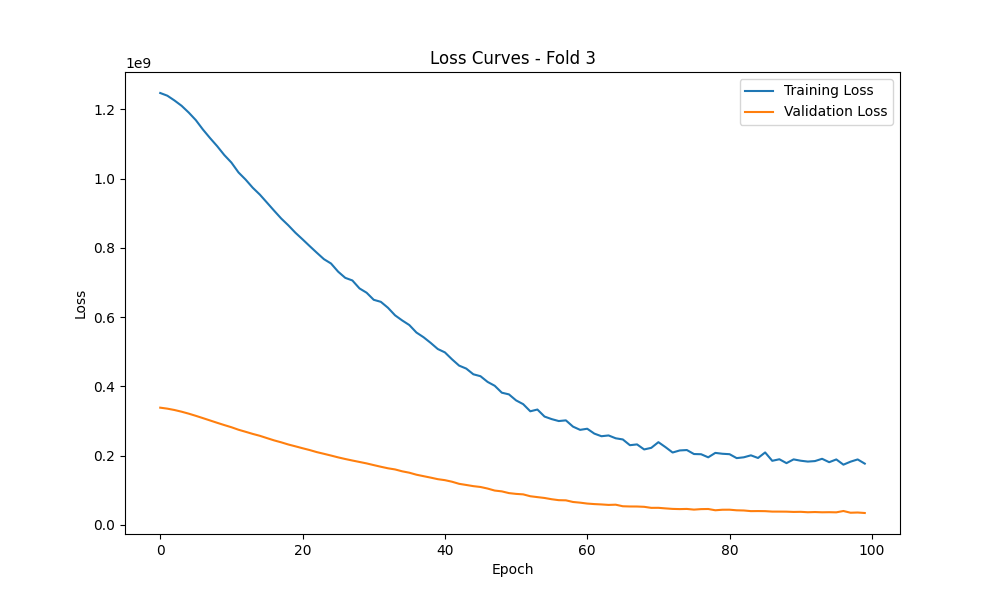 Loss Curves - Fold 3
1e9
Training Loss
Validation Loss
1.2
1.0
0.8
0.6
0.4
0.2
0.0
Loss
0 20 40 60 80 100
Epoch